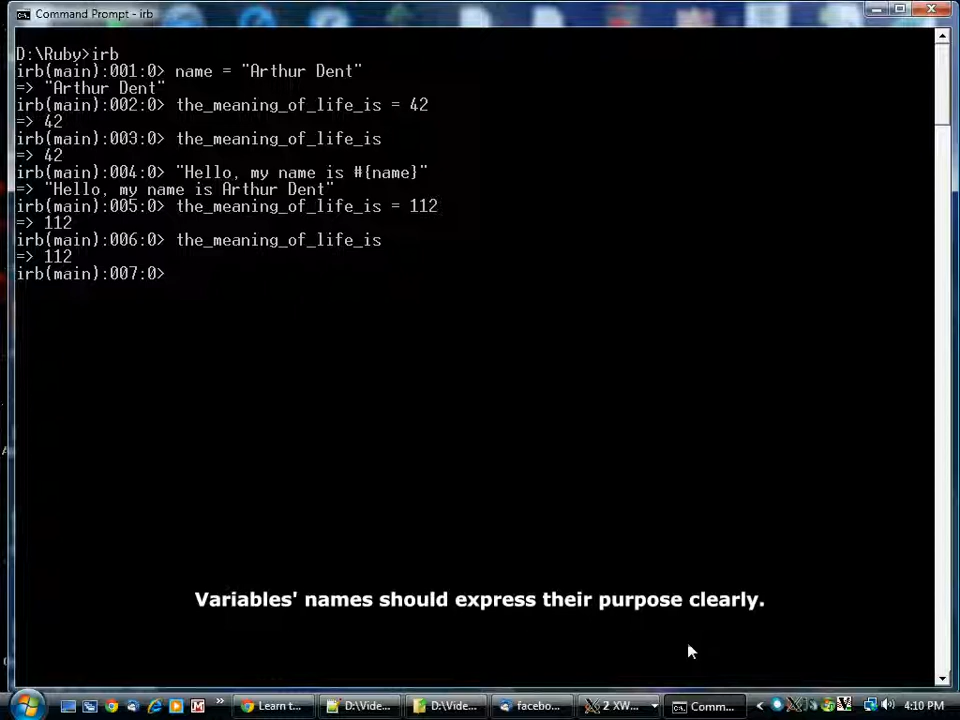 Command Prompt - irb
D:\Ruby>irb
irb(main):001:0> name = "Arthur Dent"
=> "Arthur Dent"
irb(main):002:0> the_meaning_of_life_is = 42
=> 42
irb(main):003:0> the_meaning_of_life_is
=> 42
irb(main):004:0> "Hello, my name is #{name}"
=> "Hello, my name is Arthur Dent"
irb(main):005:0> the_meaning_of_life_is = 112
=> 112
irb(main):006:0> the_meaning_of_life_is
=> 112
irb(main):007:0>
Variables' names should express their purpose clearly.
Learn t... D:\Vide... D:\Vide... facebo... 2 XW... Comm... 4:10 PM